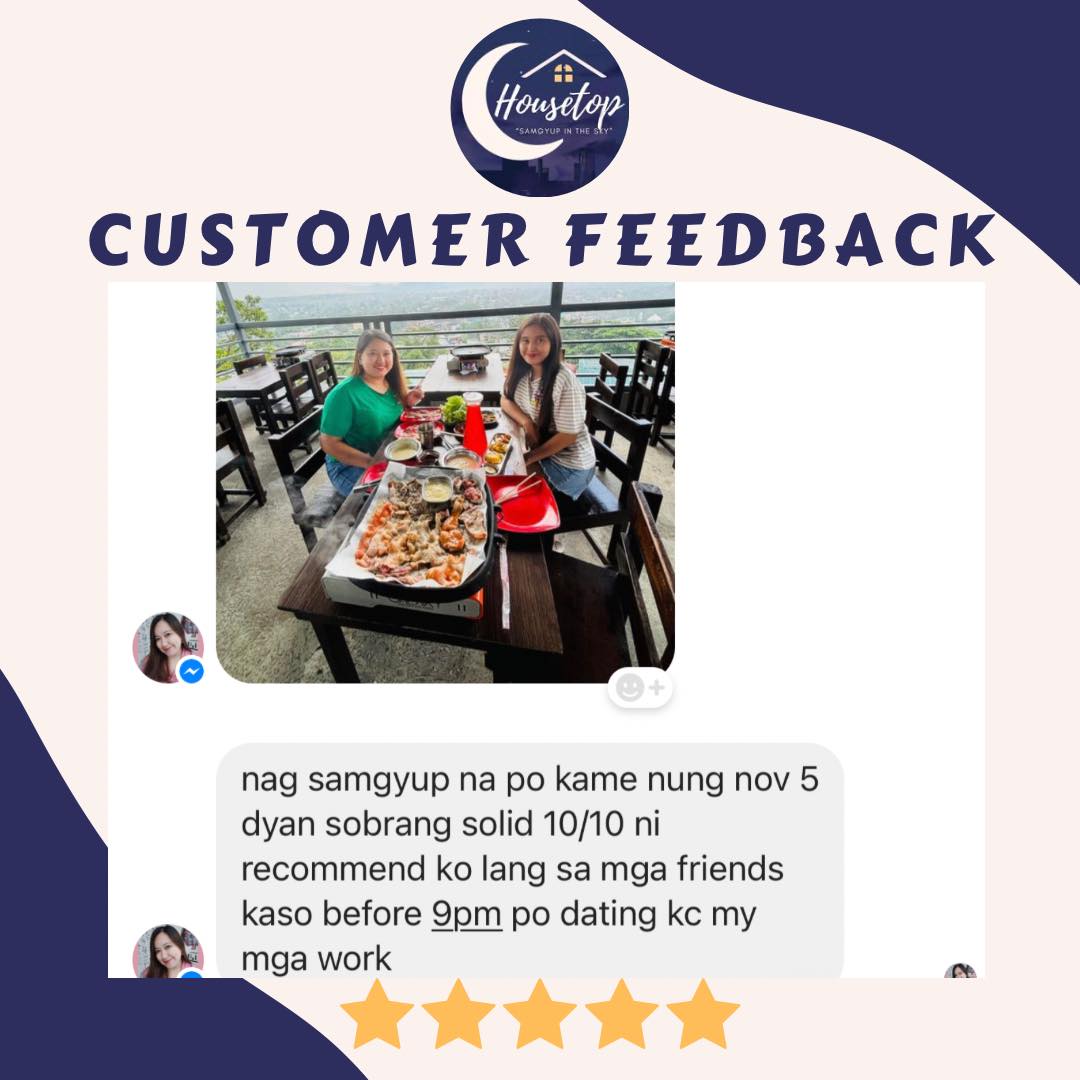 Housetop
"SAMGYUP IN THE SKY"
CUSTOMER FEEDBACK
nag samgyup na po kame nung nov 5
dyan sobrang solid 10/10 ni
recommend ko lang sa mga friends
kaso before 9pm po dating kc my
mga work